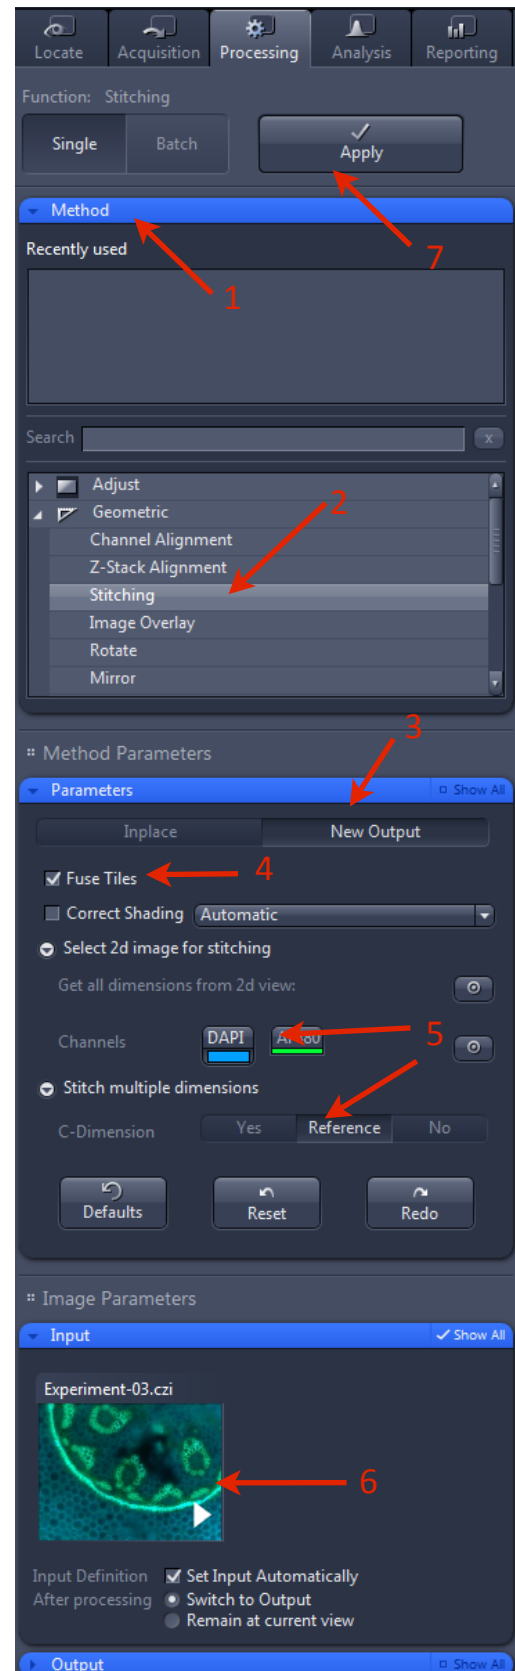 Locate Acquisition Processing Analysis Reporting
Function: Stitching
Single Batch Apply
7
Method
1
Recently used
Search x
Adjust
2
Geometric
Channel Alignment
Z-Stack Alignment
Stitching
Image Overlay
Rotate
Mirror
3
Method Parameters
Parameters Show All
Inplace New Output
Fuse Tiles 4
Correct Shading Automatic
Select 2d image for stitching
Get all dimensions from 2d view:
Channels DAPI 5
Stitch multiple dimensions
C-Dimension Yes Reference No
Defaults Reset Redo
Image Parameters
Input Show All
Experiment-03.czi
6
Input Definition Set Input Automatically
After processing Switch to Output
Remain at current view
Output Show All